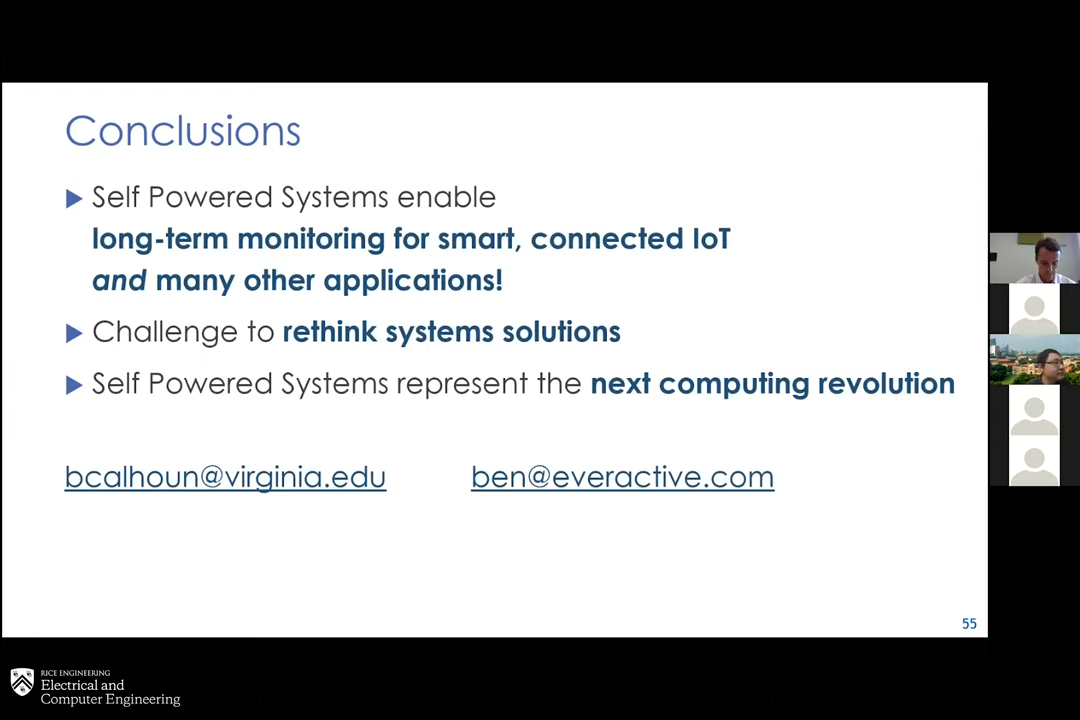 Conclusions
Self Powered Systems enable
long-term monitoring for smart, connected IoT
and many other applications!
Challenge to rethink systems solutions
Self Powered Systems represent the next computing revolution
bcalhoun@virginia.edu ben@everactive.com
55
RICE ENGINEERING
Electrical and
Computer Engineering